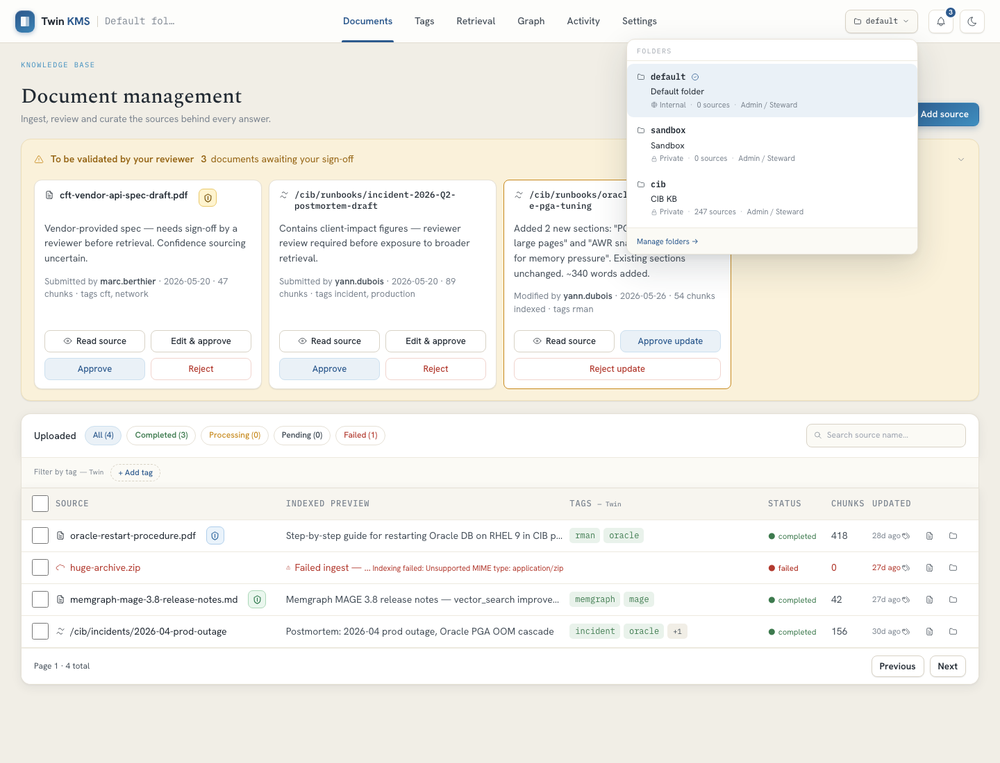 Twin KMS
Default fol…
Documents
Tags
Retrieval
Graph
Activity
Settings
default
3
KNOWLEDGE BASE
Document management
Ingest, review and curate the sources behind every answer.
Add source
FOLDERS
default
Default folder
Internal · 0 sources · Admin / Steward
sandbox
Sandbox
Private · 0 sources · Admin / Steward
cib
CIB KB
Private · 247 sources · Admin / Steward
Manage folders →
To be validated by your reviewer 3 documents awaiting your sign-off
cft-vendor-api-spec-draft.pdf
Vendor-provided spec — needs sign-off by a
reviewer before retrieval. Confidence sourcing
uncertain.
Submitted by marc.berthier · 2026-05-20 · 47
chunks · tags cft, network
Read source
Edit & approve
Approve
Reject
/cib/runbooks/incident-2026-Q2-
postmortem-draft
Contains client-impact figures — reviewer
review required before exposure to broader
retrieval.
Submitted by yann.dubois · 2026-05-20 · 89
chunks · tags incident, production
Read source
Edit & approve
Approve
Reject
/cib/runbooks/orac
e-pga-tuning
Added 2 new sections:
large pages" and "AWR
for memory pressure". Existing sections
unchanged. ~340 words added.
Modified by yann.dubois · 2026-05-26 · 54 chunks
indexed · tags rman
Read source
Approve update
Reject update
Uploaded
All (4)
Completed (3)
Processing (0)
Pending (0)
Failed (1)
Search source name…
Filter by tag — Twin
+ Add tag
SOURCE
INDEXED PREVIEW
TAGS — Twin
STATUS
CHUNKS
UPDATED
oracle-restart-procedure.pdf
Step-by-step guide for restarting Oracle DB on RHEL 9 in CIB p…
rman
oracle
completed
418
28d ago
huge-archive.zip
Failed ingest — … Indexing failed: Unsupported MIME type: application/zip
failed
0
27d ago
memgraph-mage-3.8-release-notes.md
Memgraph MAGE 3.8 release notes — vector_search improve…
memgraph
mage
completed
42
27d ago
/cib/incidents/2026-04-prod-outage
Postmortem: 2026-04 prod outage, Oracle PGA OOM cascade
incident
oracle
+1
completed
156
30d ago
Page 1 · 4 total
Previous
Next